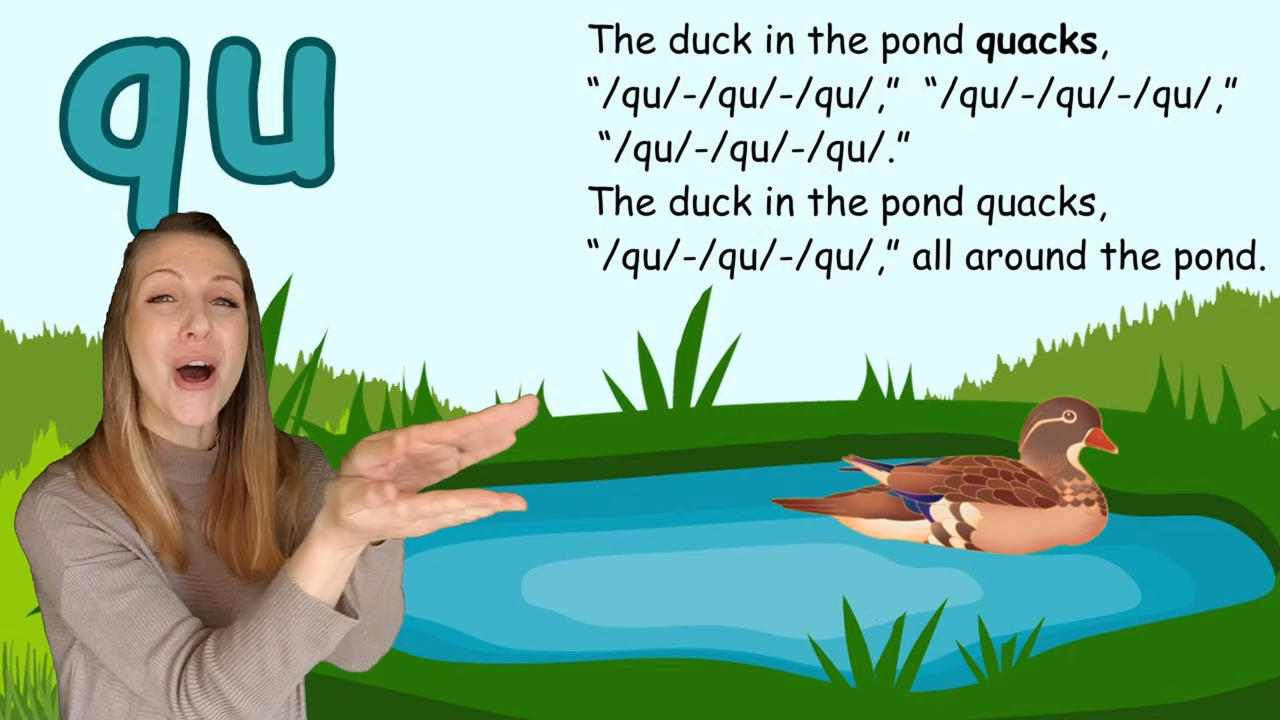 qu
The duck in the pond quacks,
“/qu/-/qu/-/qu/,” “/qu/-/qu/-/qu/,”
“/qu/-/qu/-/qu/.”
The duck in the pond quacks,
“/qu/-/qu/-/qu/,” all around the pond.